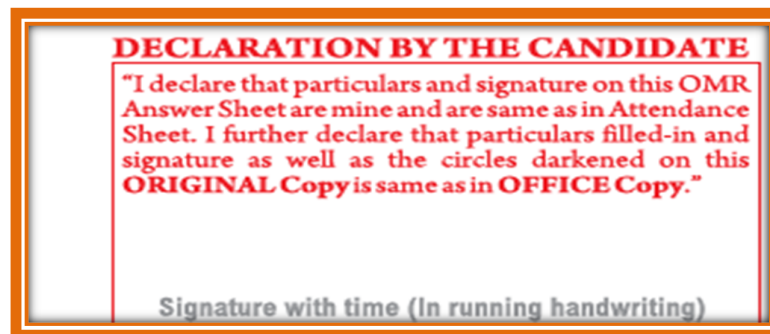 DECLARATION BY THE CANDIDATE
“I declare that particulars and signature on this OMR
Answer Sheet are mine and are same as in Attendance
Sheet. I further declare that particulars filled-in and
signature as well as the circles darkened on this
ORIGINAL Copy is same as in OFFICE Copy.”
Signature with time (In running handwriting)